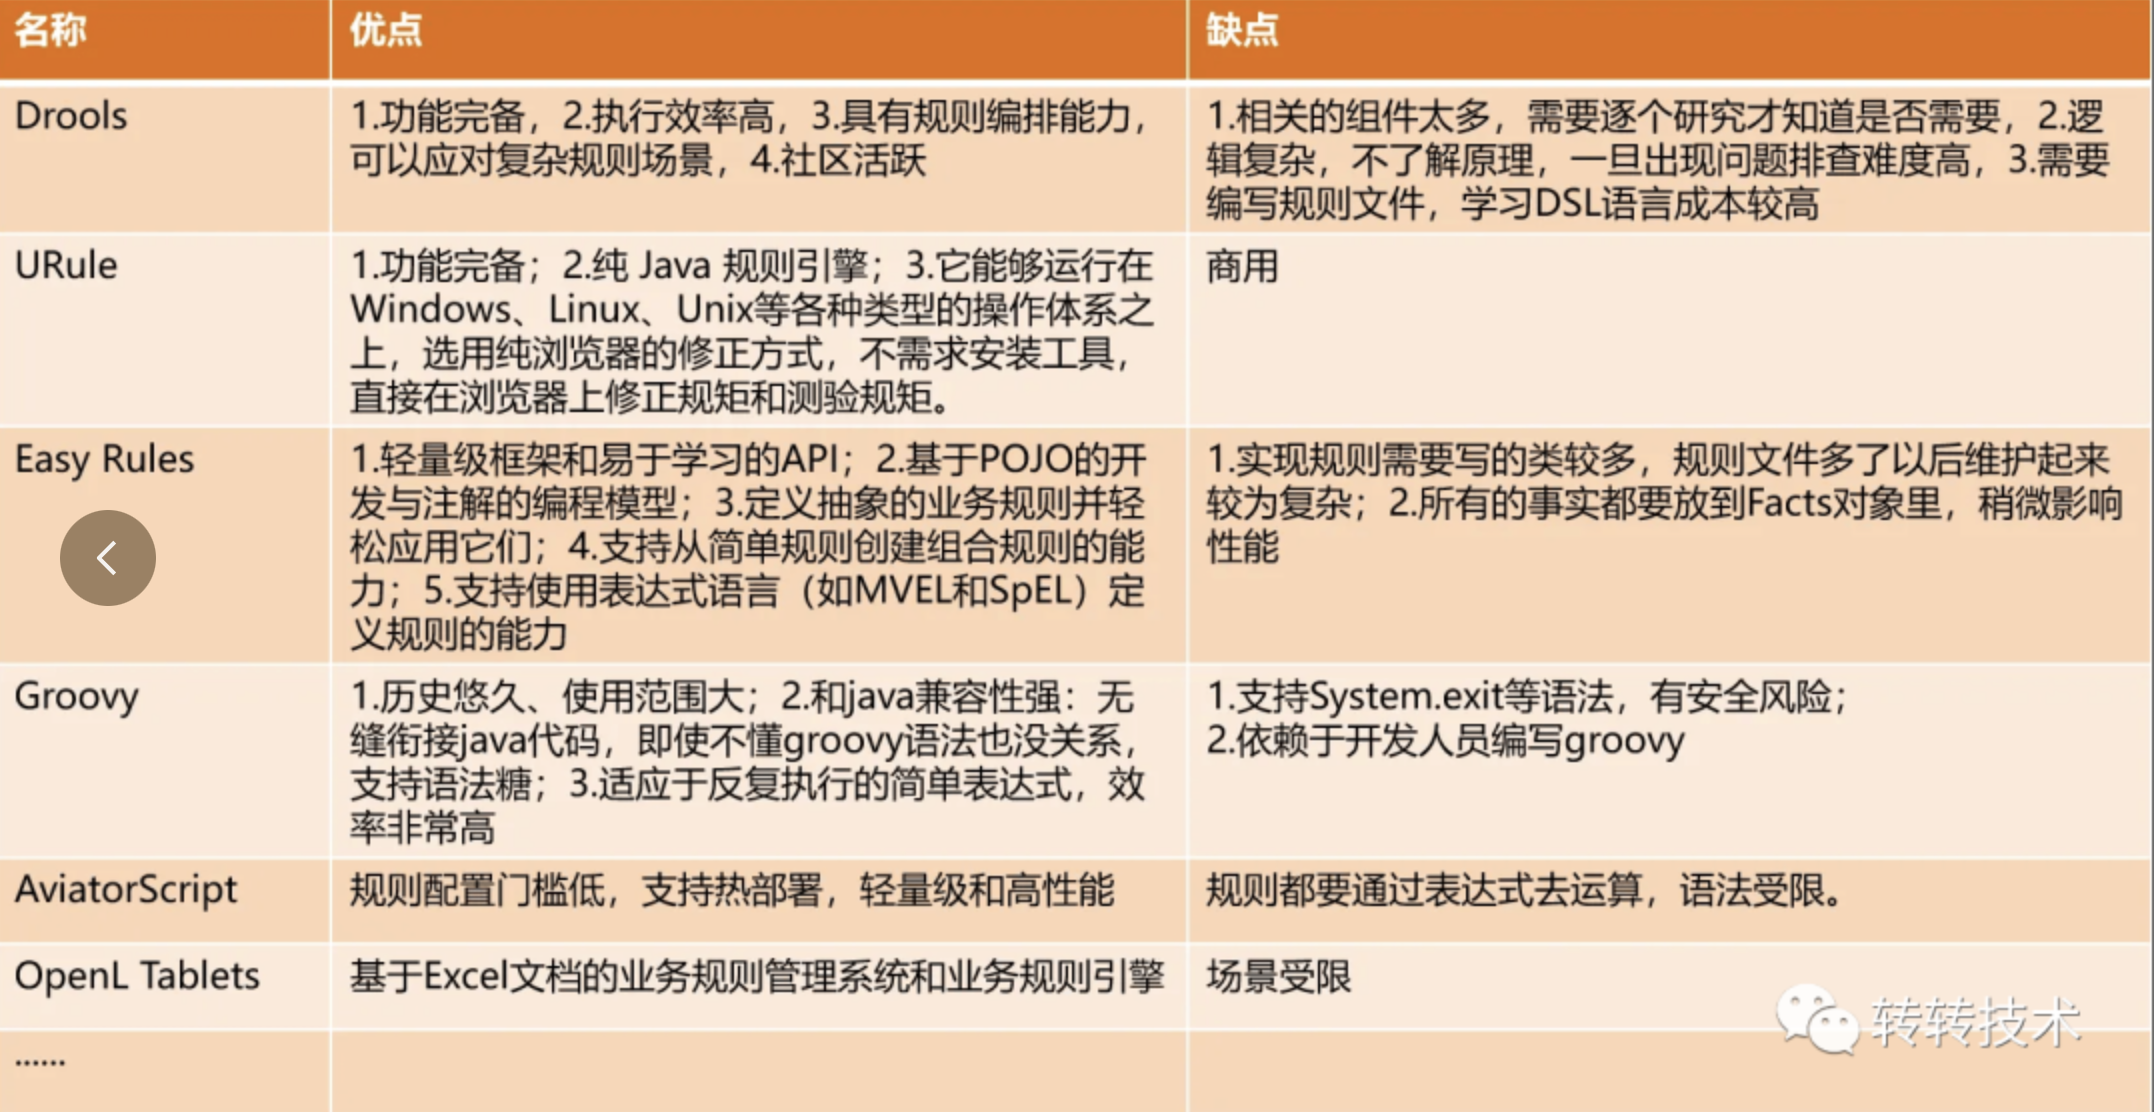 名称
优点
缺点
Drools
1.功能完备，2.执行效率高，3.具有规则编排能力，
可以应对复杂规则场景，4.社区活跃
1.相关的组件太多，需要逐个研究才知道是否需要，2.逻
辑复杂，不了解原理，一旦出现问题排查难度高，3.需要
编写规则文件，学习DSL语言成本较高
URule
1.功能完备；2.纯 Java 规则引擎；3.它能够运行在
Windows、Linux、Unix等各种类型的操作体系之
上，选用纯浏览器的修正方式，不需求安装工具，
直接在浏览器上修正规矩和测验规矩。
商用
Easy Rules
1.轻量级框架和易于学习的API；2.基于POJO的开
发与注解的编程模型；3.定义抽象的业务规则并轻
松应用它们；4.支持从简单规则创建组合规则的能
力；5.支持使用表达式语言（如MVEL和SpEL）定
义规则的能力
1.实现规则需要写的类较多，规则文件多了以后维护起来
较为复杂；2.所有的事实都要放到Facts对象里，稍微影响
性能
Groovy
1.历史悠久、使用范围大；2.和java兼容性强：无
缝衔接java代码，即使不懂groovy语法也没关系，
支持语法糖；3.适应于反复执行的简单表达式，效
率非常高
1.支持System.exit等语法，有安全风险；
2.依赖于开发人员编写groovy
AviatorScript
规则配置门槛低，支持热部署，轻量级和高性能
规则都要通过表达式去运算，语法受限。
OpenL Tablets
基于Excel文档的业务规则管理系统和业务规则引擎
场景受限
转转技术
······